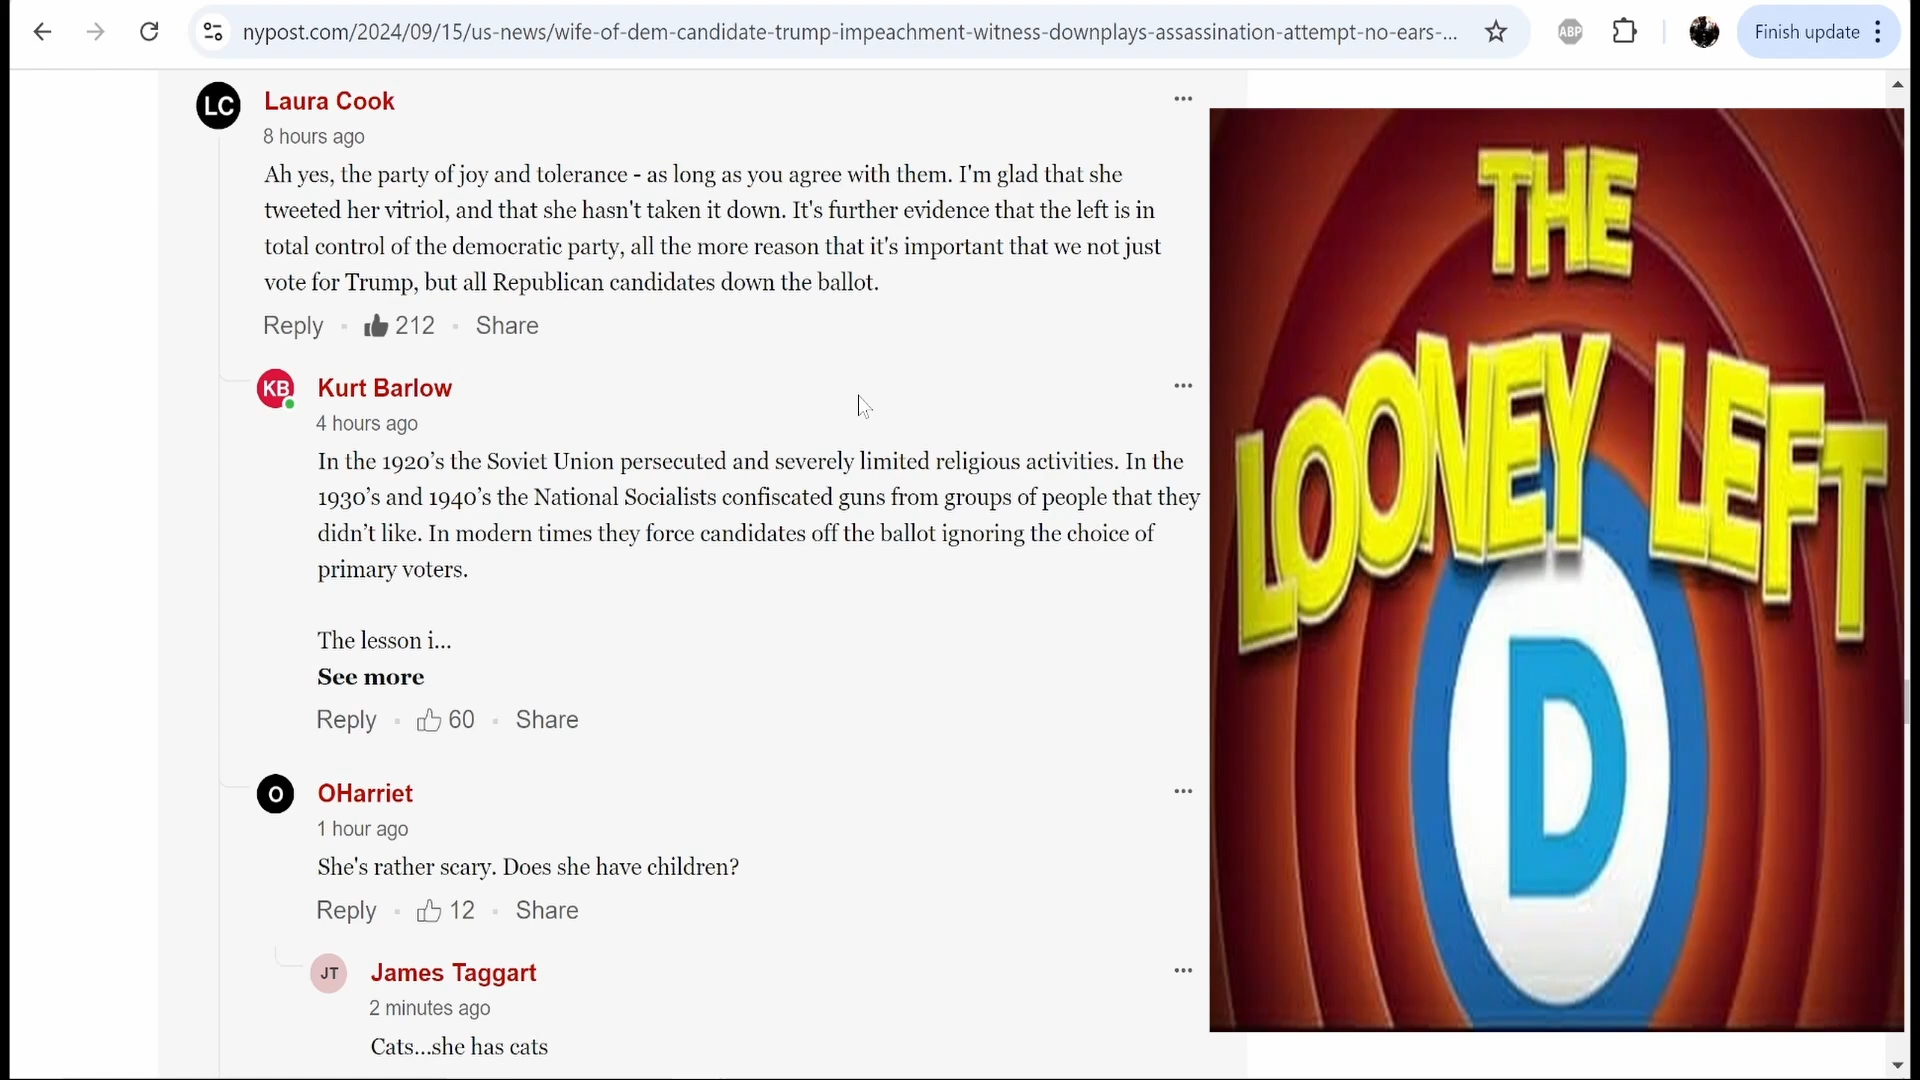 nypost.com/2024/09/15/us-news/wife-of-dem-candidate-trump-impeachment-witness-downplays-assassination-attempt-no-ears-...
ABP
Finish update
LC
Laura Cook
8 hours ago
Ah yes, the party of joy and tolerance - as long as you agree with them. I'm glad that she
tweeted her vitriol, and that she hasn't taken it down. It's further evidence that the left is in
total control of the democratic party, all the more reason that it's important that we not just
vote for Trump, but all Republican candidates down the ballot.
Reply 212 Share
KB
Kurt Barlow
4 hours ago
In the 1920’s the Soviet Union persecuted and severely limited religious activities. In the
1930’s and 1940’s the National Socialists confiscated guns from groups of people that they
didn’t like. In modern times they force candidates off the ballot ignoring the choice of
primary voters.
The lesson i...
See more
Reply 60 Share
O
OHarriet
1 hour ago
She's rather scary. Does she have children?
Reply 12 Share
JT
James Taggart
2 minutes ago
Cats...she has cats
THE
LOONEY LEFT
D